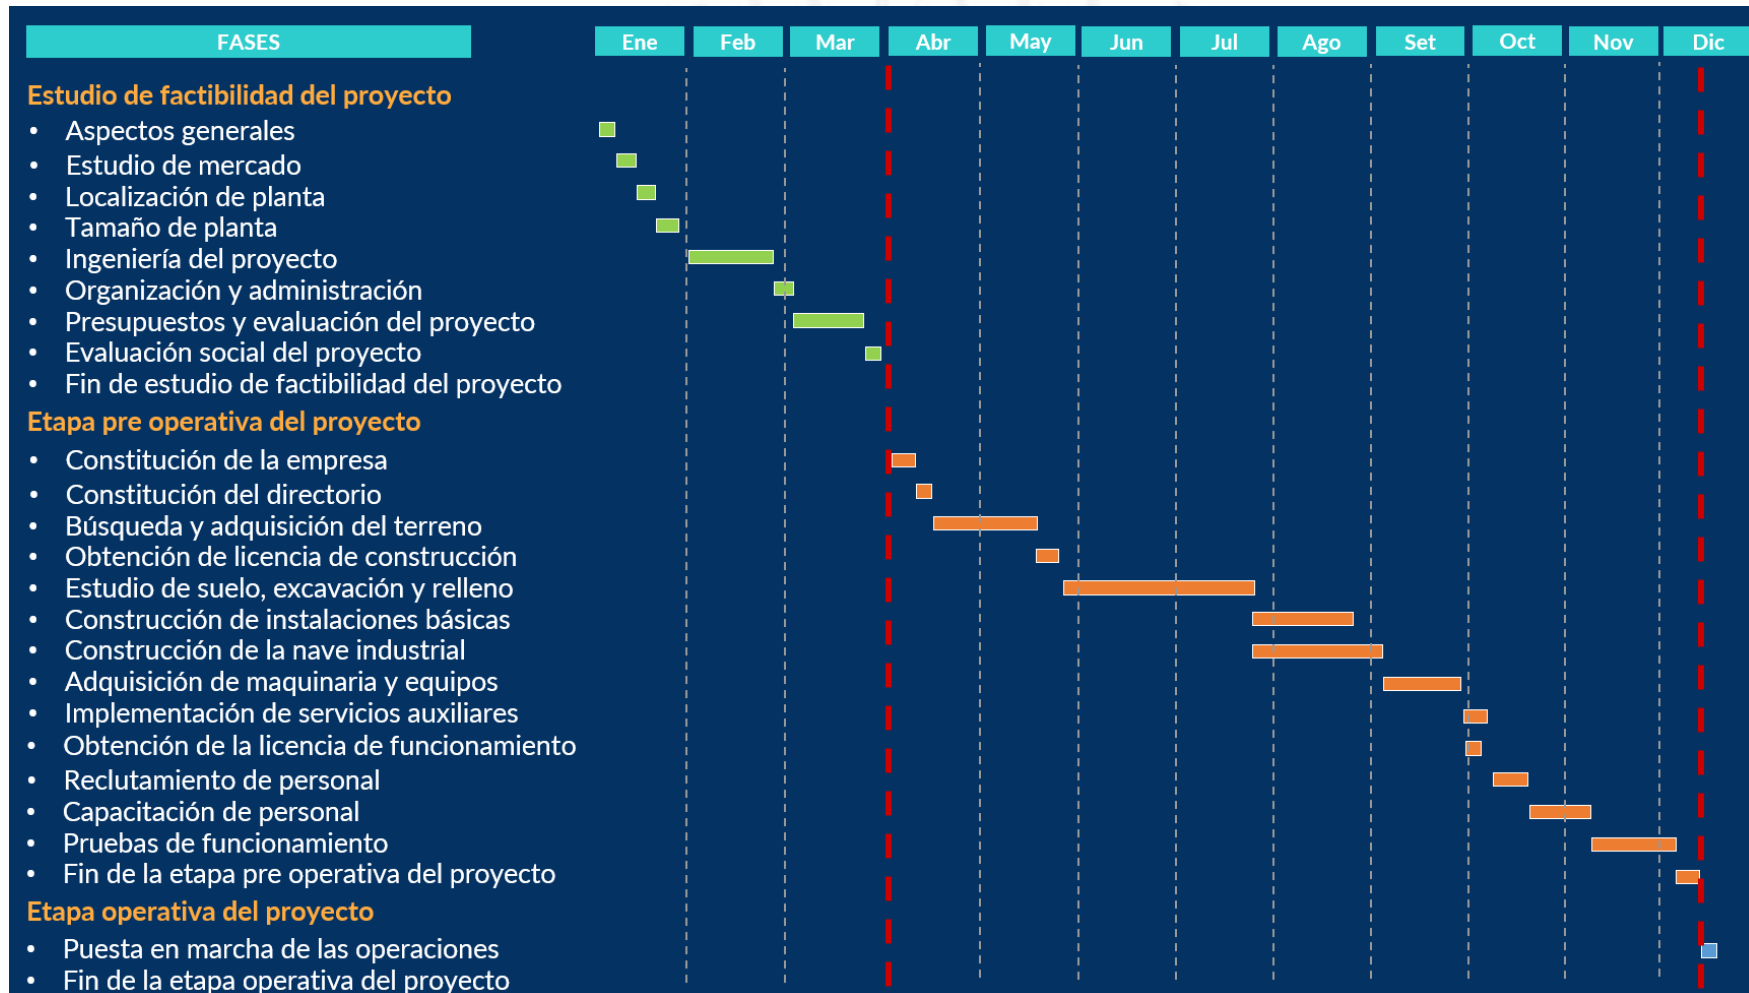 FASES Ene Feb Mar Abr May Jun Jul Ago Set Oct Nov Dic
Estudio de factibilidad del proyecto
• Aspectos generales
• Estudio de mercado
• Localización de planta
• Tamaño de planta
• Ingeniería del proyecto
• Organización y administración
• Presupuestos y evaluación del proyecto
• Evaluación social del proyecto
• Fin de estudio de factibilidad del proyecto
Etapa pre operativa del proyecto
• Constitución de la empresa
• Constitución del directorio
• Búsqueda y adquisición del terreno
• Obtención de licencia de construcción
• Estudio de suelo, excavación y relleno
• Construcción de instalaciones básicas
• Construcción de la nave industrial
• Adquisición de maquinaria y equipos
• Implementación de servicios auxiliares
• Obtención de la licencia de funcionamiento
• Reclutamiento de personal
• Capacitación de personal
• Pruebas de funcionamiento
• Fin de la etapa pre operativa del proyecto
Etapa operativa del proyecto
• Puesta en marcha de las operaciones
• Fin de la etapa operativa del proyecto